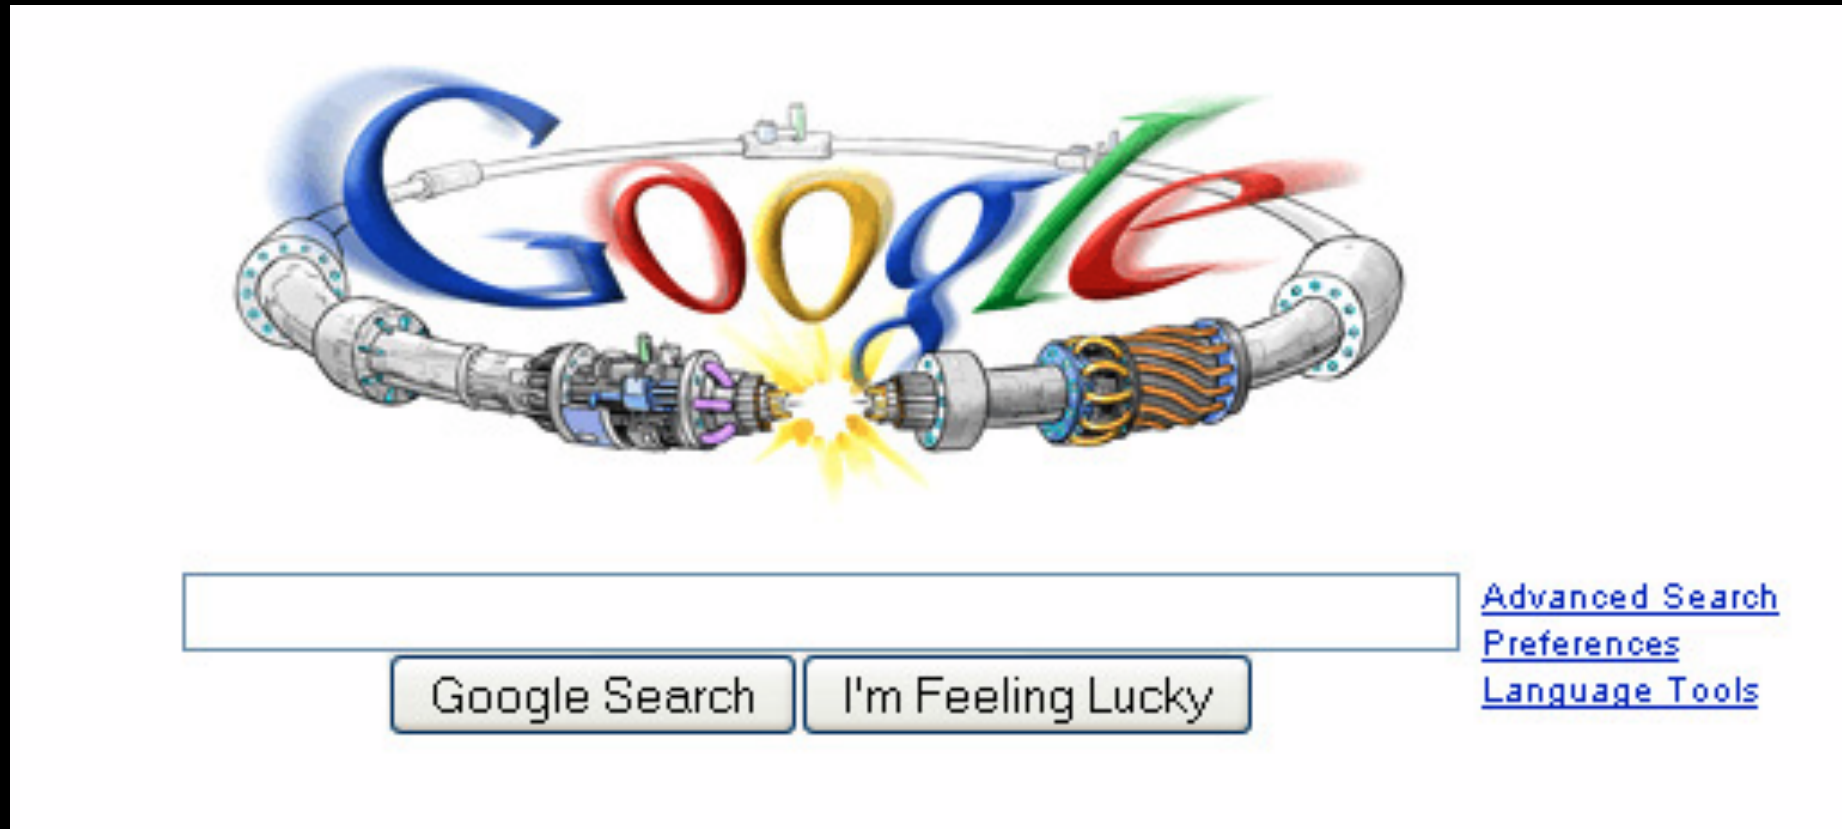 Google
Advanced Search
Preferences
Language Tools
Google Search
I'm Feeling Lucky